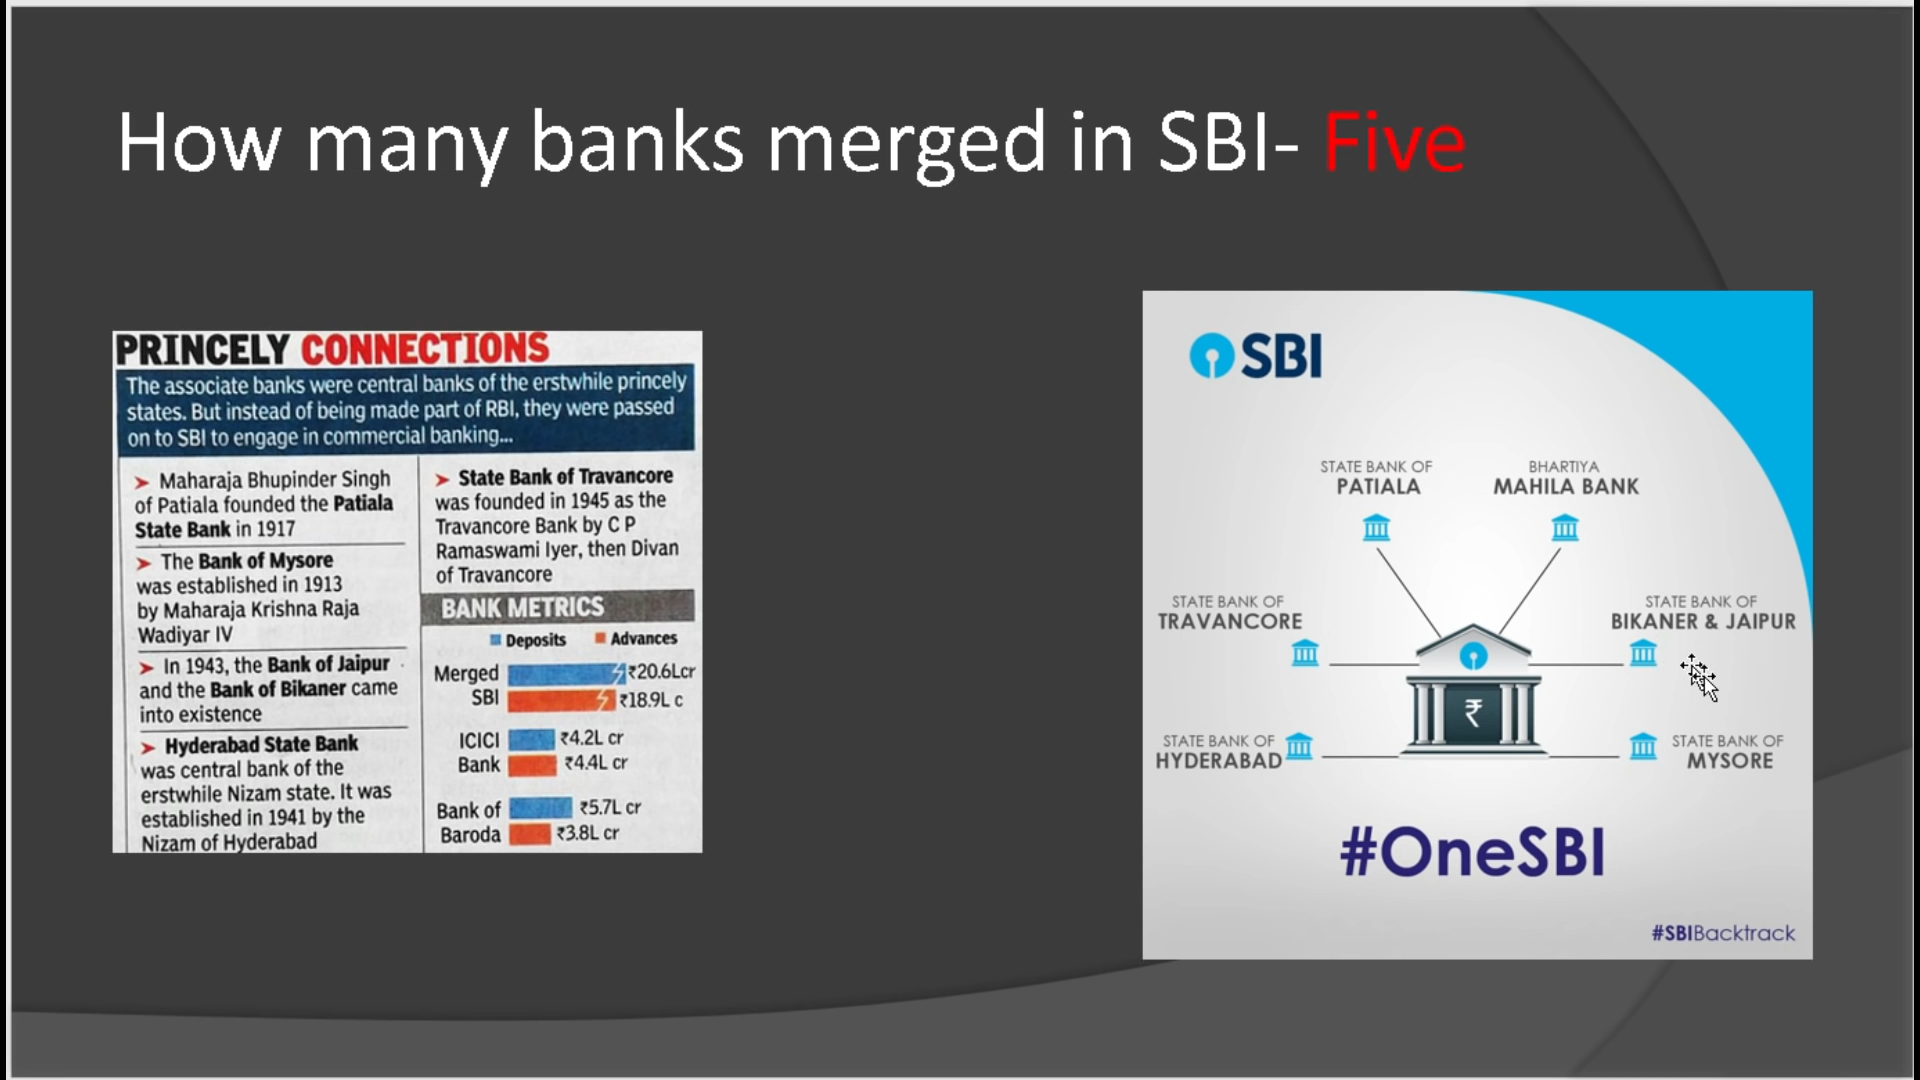 How many banks merged in SBI- Five
PRINCELY CONNECTIONS
The associate banks were central banks of the erstwhile princely
states. But instead of being made part of RBI, they were passed
on to SBI to engage in commercial banking...
➤ Maharaja Bhupinder Singh
of Patiala founded the Patiala
State Bank in 1917
➤ The Bank of Mysore
was established in 1913
by Maharaja Krishna Raja
Wadiyar IV
➤ In 1943, the Bank of Jaipur
and the Bank of Bikaner came
into existence
➤ Hyderabad State Bank
was central bank of the
erstwhile Nizam state. It was
established in 1941 by the
Nizam of Hyderabad
➤ State Bank of Travancore
was founded in 1945 as the
Travancore Bank by C P
Ramaswami Iyer, then Divan
of Travancore
BANK METRICS
Deposits Advances
Merged SBI
₹20.6Lcr
₹18.9L c
ICICI Bank
₹4.2L cr
₹4.4L cr
Bank of Baroda
₹5.7L cr
₹3.8L cr
SBI
STATE BANK OF
PATIALA
BHARTIYA
MAHILA BANK
STATE BANK OF
TRAVANCORE
STATE BANK OF
BIKANER & JAIPUR
₹
STATE BANK OF
HYDERABAD
STATE BANK OF
MYSORE
#OneSBI
#SBIBacktrack